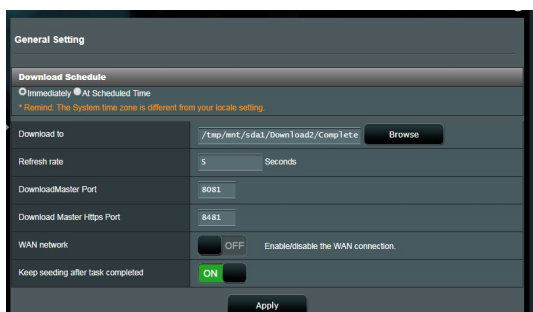 General Setting
Download Schedule
Immediately At Scheduled Time
* Remind: The System time zone is different from your locale setting.
Download to /tmp/mnt/sda1/Download2/Complete Browse
Refresh rate 5 Seconds
DownloadMaster Port 8081
Download Master Https Port 8481
WAN network OFF Enable/disable the WAN connection.
Keep seeding after task completed ON
Apply